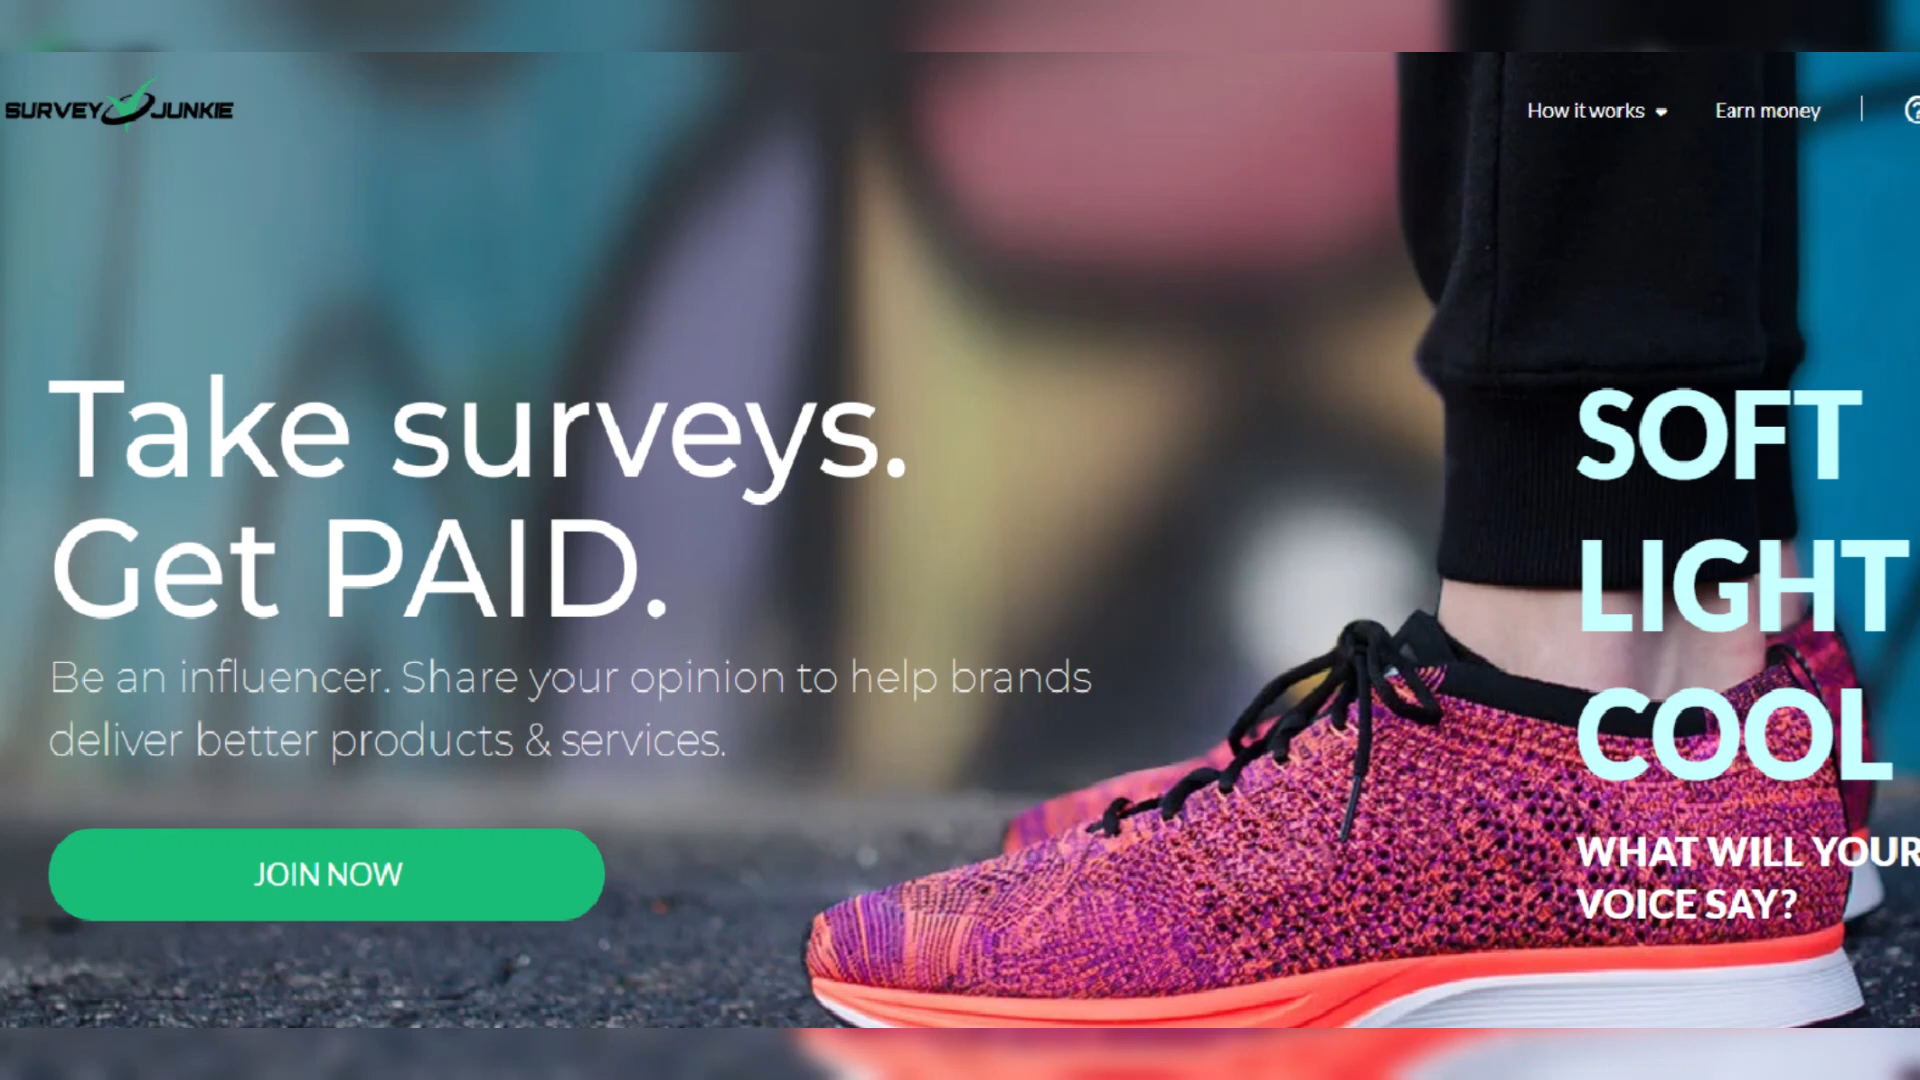 SURVEY JUNKIE
How it works
Earn money
Take surveys.
Get PAID.
Be an influencer. Share your opinion to help brands
deliver better products & services.
JOIN NOW
SOFT
LIGHT
COOL
WHAT WILL YOUR
VOICE SAY?